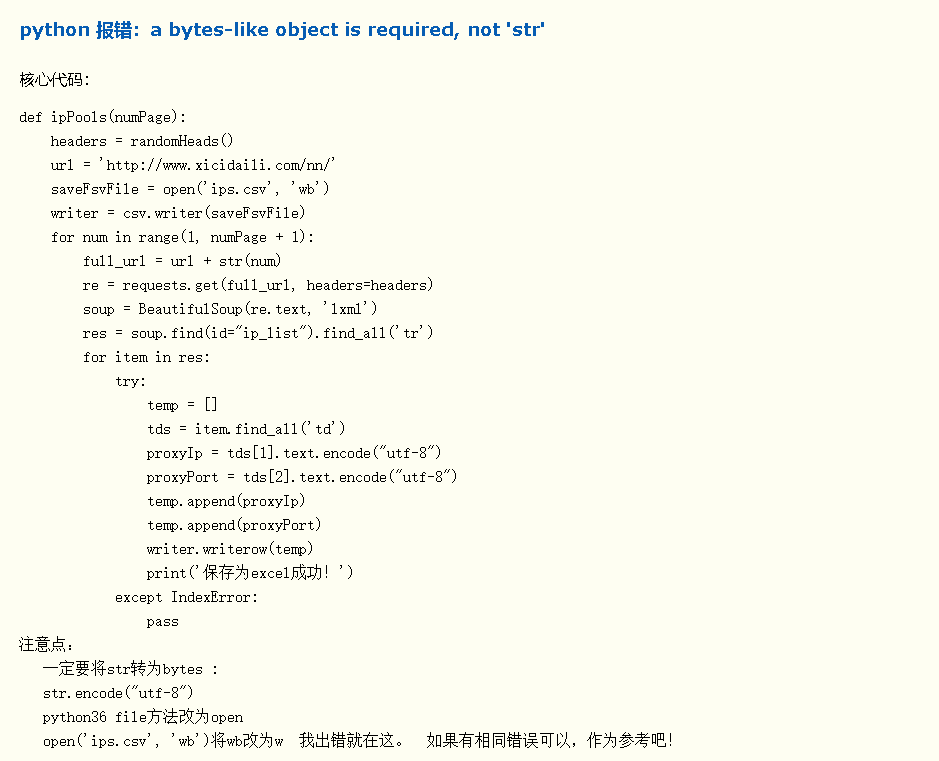 python 报错：a bytes-like object is required, not 'str'
核心代码：
def ipPools(numPage):
    headers = randomHeads()
    url = 'http://www.xicidaili.com/nn/'
    saveFsvFile = open('ips.csv', 'wb')
    writer = csv.writer(saveFsvFile)
    for num in range(1, numPage + 1):
        full_url = url + str(num)
        re = requests.get(full_url, headers=headers)
        soup = BeautifulSoup(re.text, 'lxml')
        res = soup.find(id="ip_list").find_all('tr')
        for item in res:
            try:
                temp = []
                tds = item.find_all('td')
                proxyIp = tds[1].text.encode("utf-8")
                proxyPort = tds[2].text.encode("utf-8")
                temp.append(proxyIp)
                temp.append(proxyPort)
                writer.writerow(temp)
                print('保存为excel成功！')
            except IndexError:
                pass
注意点：
   一定要将str转为bytes ：
   str.encode("utf-8")
   python36 file方法改为open
   open('ips.csv', 'wb')将wb改为w  我出错就在这。  如果有相同错误可以，作为参考吧！